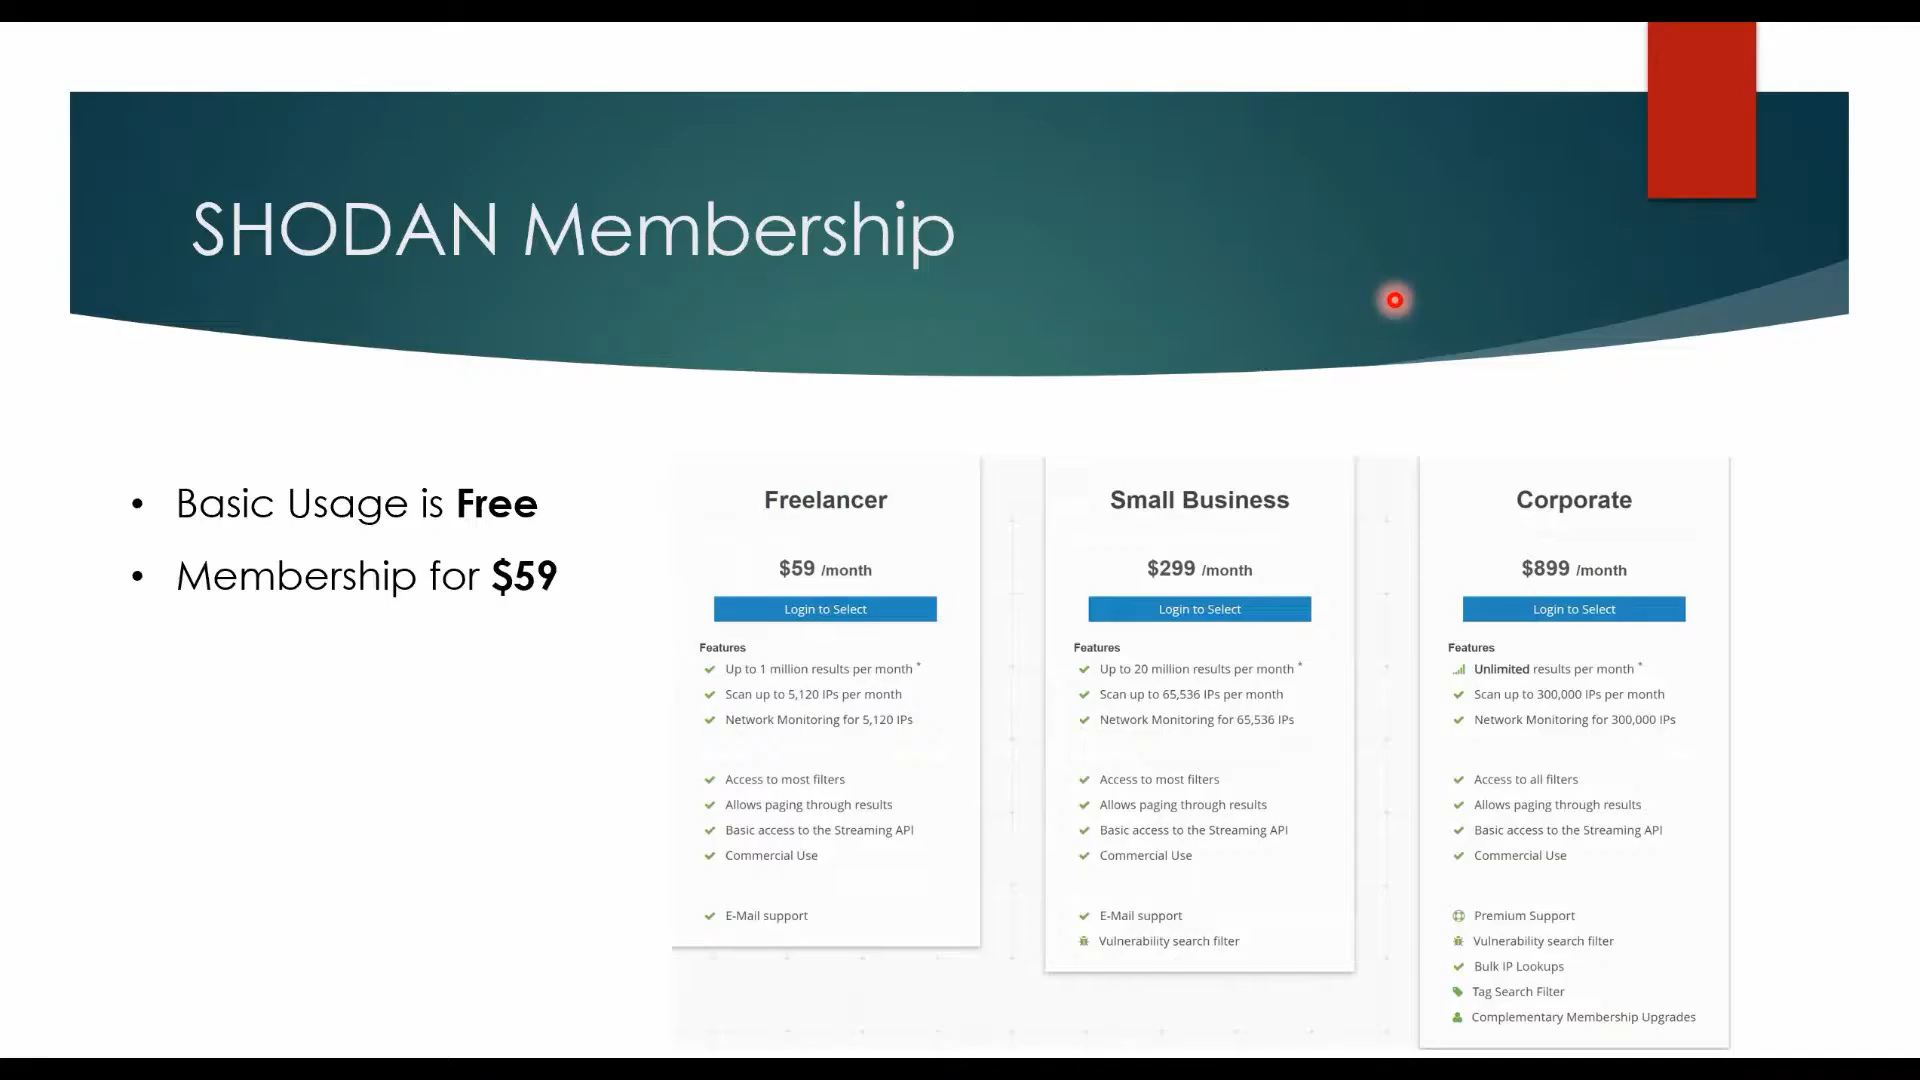 SHODAN Membership
• Basic Usage is Free
• Membership for $59
Freelancer
$59 /month
Login to Select
Features
Up to 1 million results per month *
Scan up to 5,120 IPs per month
Network Monitoring for 5,120 IPs
Access to most filters
Allows paging through results
Basic access to the Streaming API
Commercial Use
E-Mail support
Small Business
$299 /month
Login to Select
Features
Up to 20 million results per month *
Scan up to 65,536 IPs per month
Network Monitoring for 65,536 IPs
Access to most filters
Allows paging through results
Basic access to the Streaming API
Commercial Use
E-Mail support
Vulnerability search filter
Corporate
$899 /month
Login to Select
Features
Unlimited results per month *
Scan up to 300,000 IPs per month
Network Monitoring for 300,000 IPs
Access to all filters
Allows paging through results
Basic access to the Streaming API
Commercial Use
Premium Support
Vulnerability search filter
Bulk IP Lookups
Tag Search Filter
Complementary Membership Upgrades